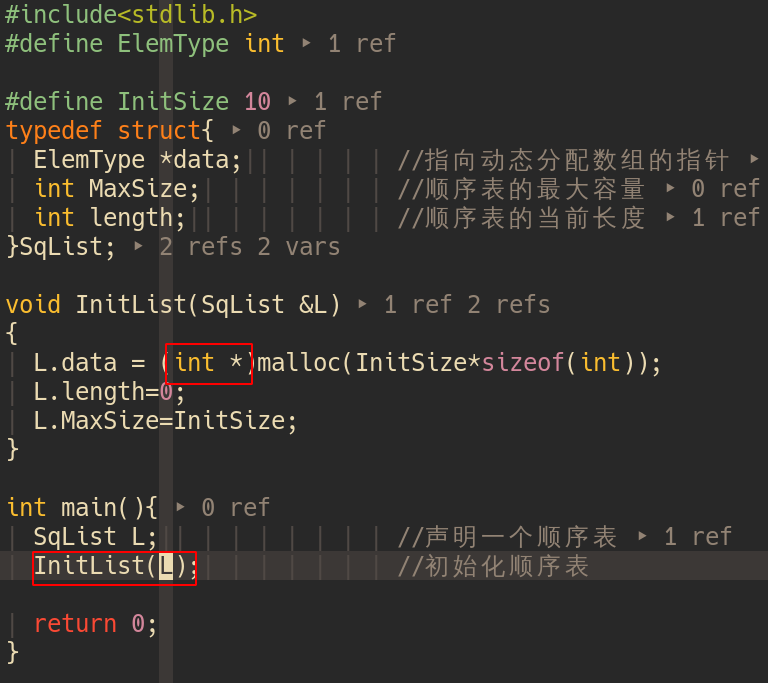 #include<stdlib.h>
#define ElemType int ▸ 1 ref
#define InitSize 10 ▸ 1 ref
typedef struct{ ▸ 0 ref
ElemType *data; //指向动态分配数组的指针 ▸
int MaxSize; //顺序表的最大容量 ▸ 0 ref
int length; //顺序表的当前长度 ▸ 1 ref
}SqList; ▸ 2 refs 2 vars
void InitList(SqList &L) ▸ 1 ref 2 refs
{
L.data = (int *)malloc(InitSize*sizeof(int));
L.length=0;
L.MaxSize=InitSize;
}
int main(){ ▸ 0 ref
SqList L; //声明一个顺序表 ▸ 1 ref
InitList(L); //初始化顺序表
return 0;
}